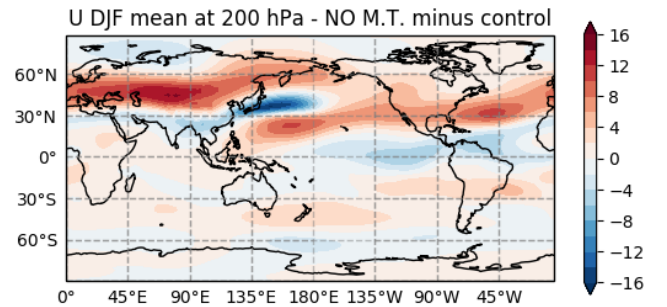 U DJF mean at 200 hPa - NO M.T. minus control
60°N
30°N
0°
30°S
60°S
0° 45°E 90°E 135°E 180° 135°W 90°W 45°W
16
12
8
4
0
−4
−8
−12
−16